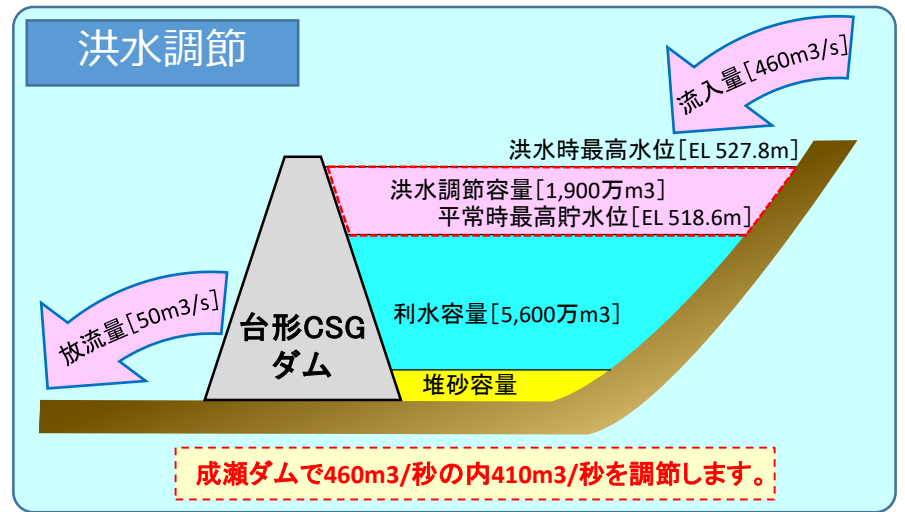 洪水調節
流入量[460m3/s]
洪水時最高水位[EL 527.8m]
洪水調節容量[1,900万m3]
平常時最高貯水位[EL 518.6m]
放流量[50m3/s]
利水容量[5,600万m3]
台形CSG
ダム
堆砂容量
成瀬ダムで460m3/秒の内410m3/秒を調節します。